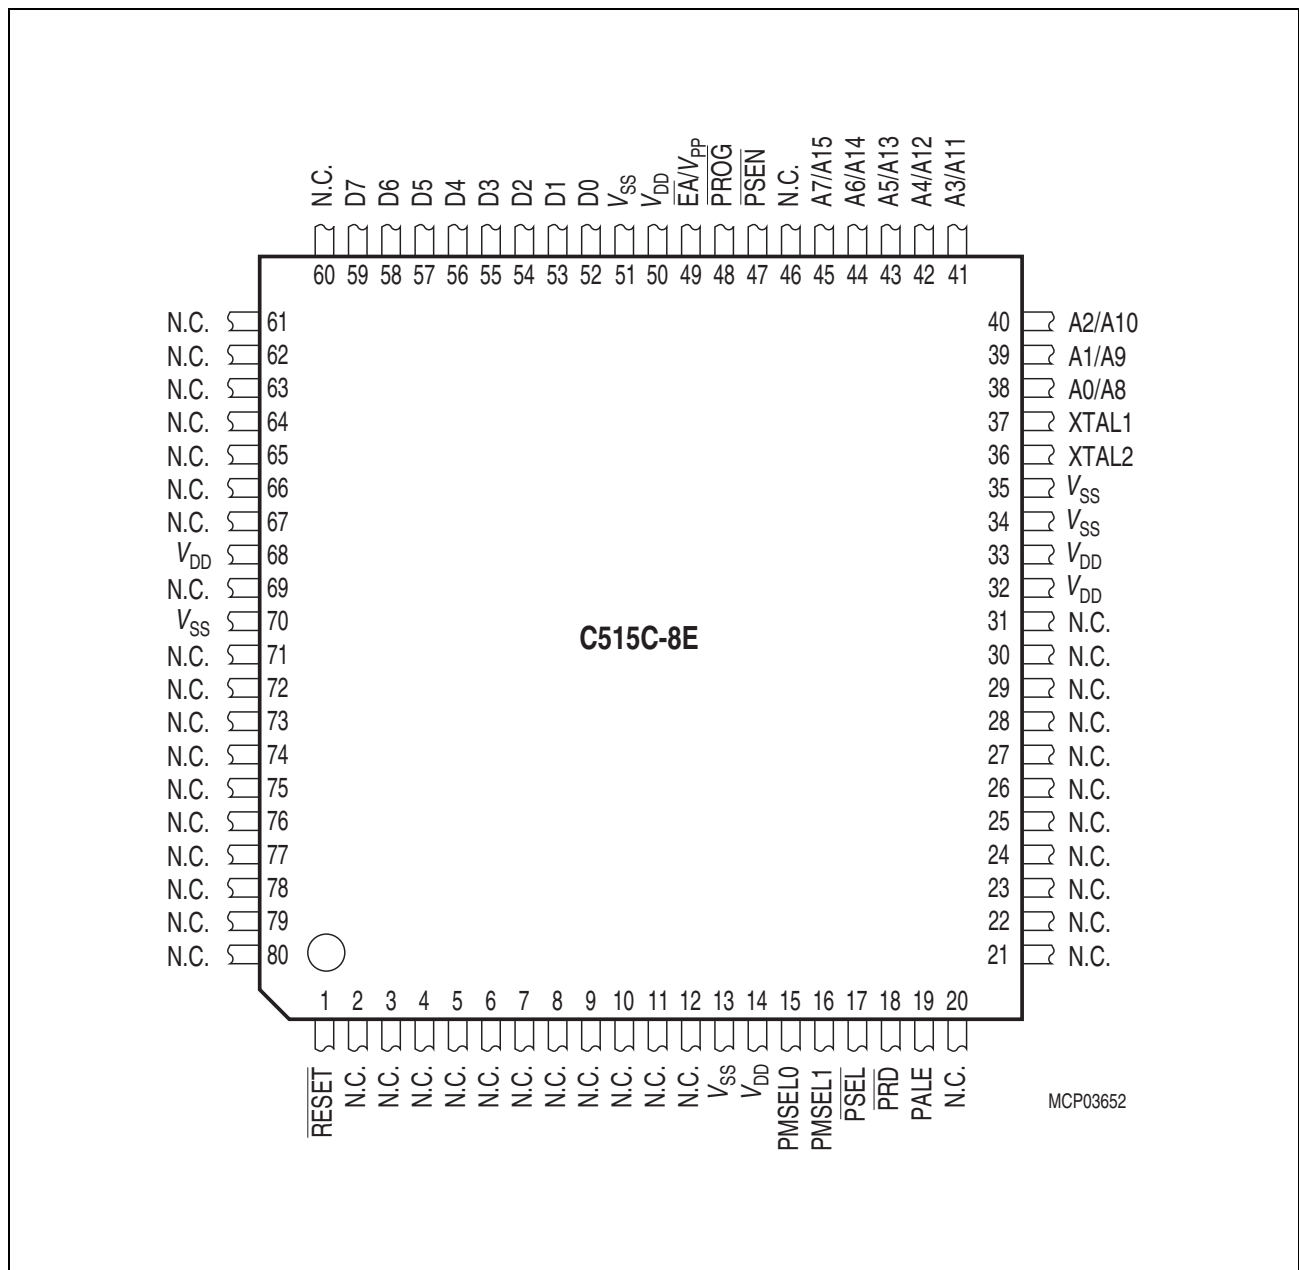 N.C. D7 D6 D5 D4 D3 D2 D1 D0 VSS VDD EA/VPP PROG PSEN N.C. A7/A15 A6/A14 A5/A13 A4/A12 A3/A11
60 59 58 57 56 55 54 53 52 51 50 49 48 47 46 45 44 43 42 41
N.C. 61 40 A2/A10
N.C. 62 39 A1/A9
N.C. 63 38 A0/A8
N.C. 64 37 XTAL1
N.C. 65 36 XTAL2
N.C. 66 35 VSS
N.C. 67 34 VSS
VDD 68 33 VDD
N.C. 69 32 VDD
VSS 70 31 N.C.
C515C-8E
N.C. 71 30 N.C.
N.C. 72 29 N.C.
N.C. 73 28 N.C.
N.C. 74 27 N.C.
N.C. 75 26 N.C.
N.C. 76 25 N.C.
N.C. 77 24 N.C.
N.C. 78 23 N.C.
N.C. 79 22 N.C.
N.C. 80 21 N.C.
1 2 3 4 5 6 7 8 9 10 11 12 13 14 15 16 17 18 19 20
RESET N.C. N.C. N.C. N.C. N.C. N.C. N.C. N.C. N.C. N.C. N.C. VSS VDD PMSEL0 PMSEL1 PSEL PRD PALE N.C.
MCP03652